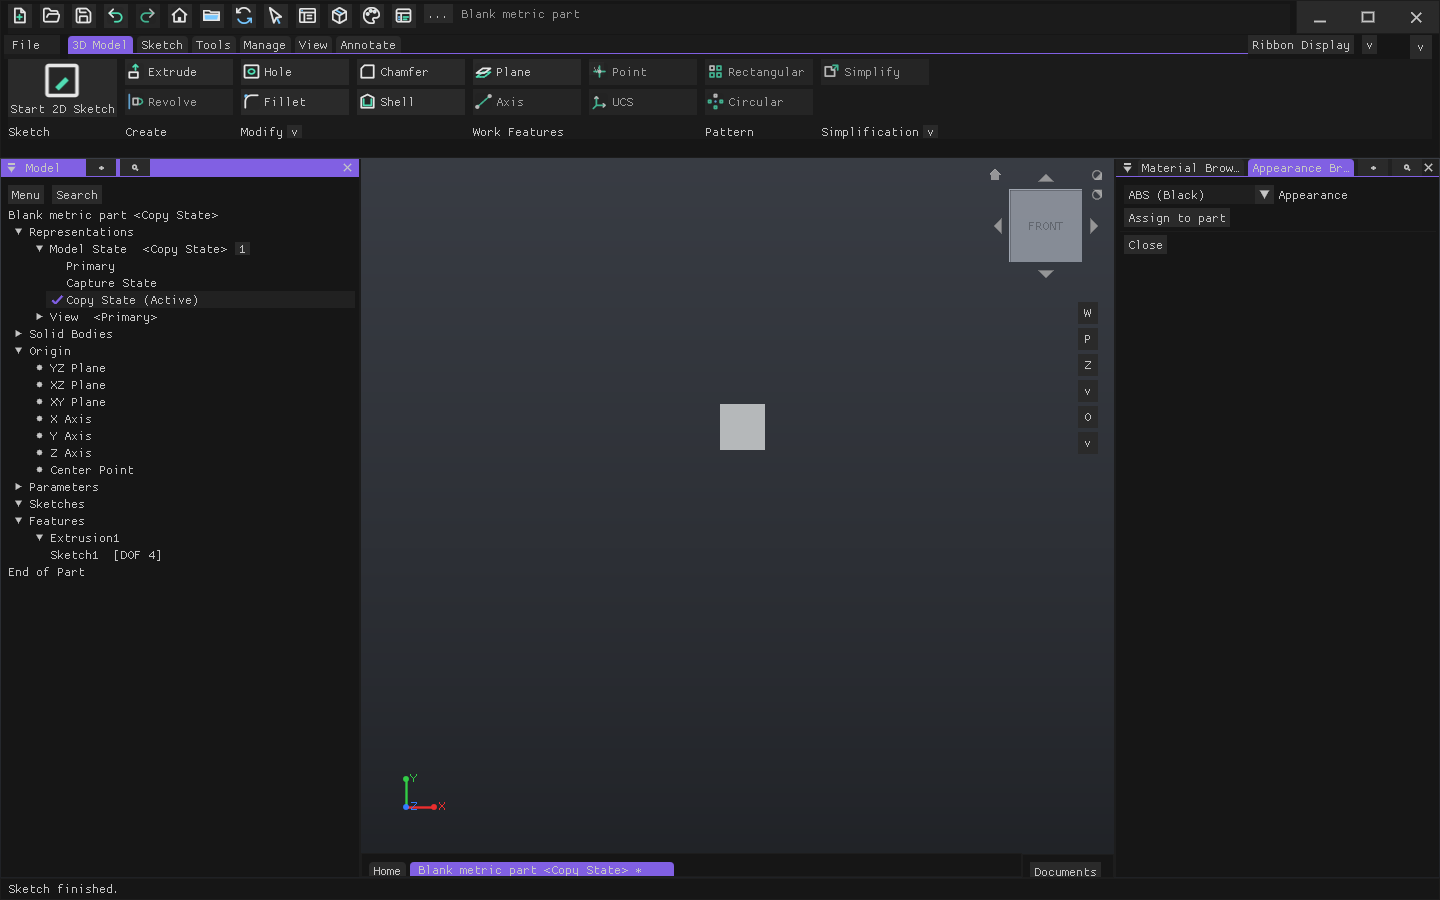 ... Blank metric part
File 3D Model Sketch Tools Manage View Annotate Ribbon Display v v
Start 2D Sketch
Extrude
Revolve
Hole
Fillet
Chamfer
Shell
Plane
Axis
Point
UCS
Rectangular
Circular
Simplify
Sketch Create Modify v Work Features Pattern Simplification v
Model
Menu Search
Blank metric part <Copy State>
Representations
Model State <Copy State> 1
Primary
Capture State
Copy State (Active)
View <Primary>
Solid Bodies
Origin
YZ Plane
XZ Plane
XY Plane
X Axis
Y Axis
Z Axis
Center Point
Parameters
Sketches
Features
Extrusion1
Sketch1 [DOF 4]
End of Part
FRONT
W
P
Z
v
O
v
Y
Z X
Home Blank metric part <Copy State> * Documents
Material Brow… Appearance Br…
ABS (Black) Appearance
Assign to part
Close
Sketch finished.